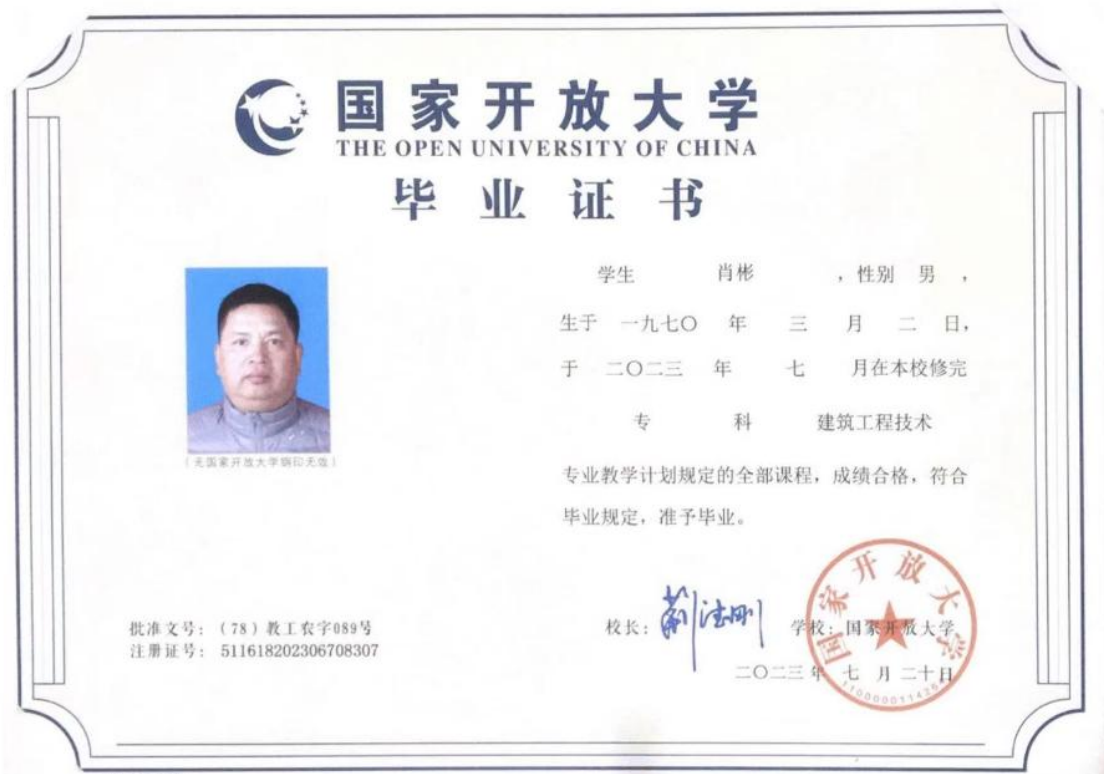 国家开放大学
THE OPEN UNIVERSITY OF CHINA
毕业证书
学生 肖彬 ，性别 男 ，
生于 一九七〇 年 三 月 二 日，
于 二〇二三 年 七 月在本校修完
专 科 建筑工程技术
专业教学计划规定的全部课程，成绩合格，符合
毕业规定，准予毕业。
（无国家开放大学钢印无效）
批准文号：（78）教工农字089号
注册证号： 511618202306708307
校长： 荆德刚 学校：国家开放大学
二〇二三 年 七 月 二十日
国家开放大学